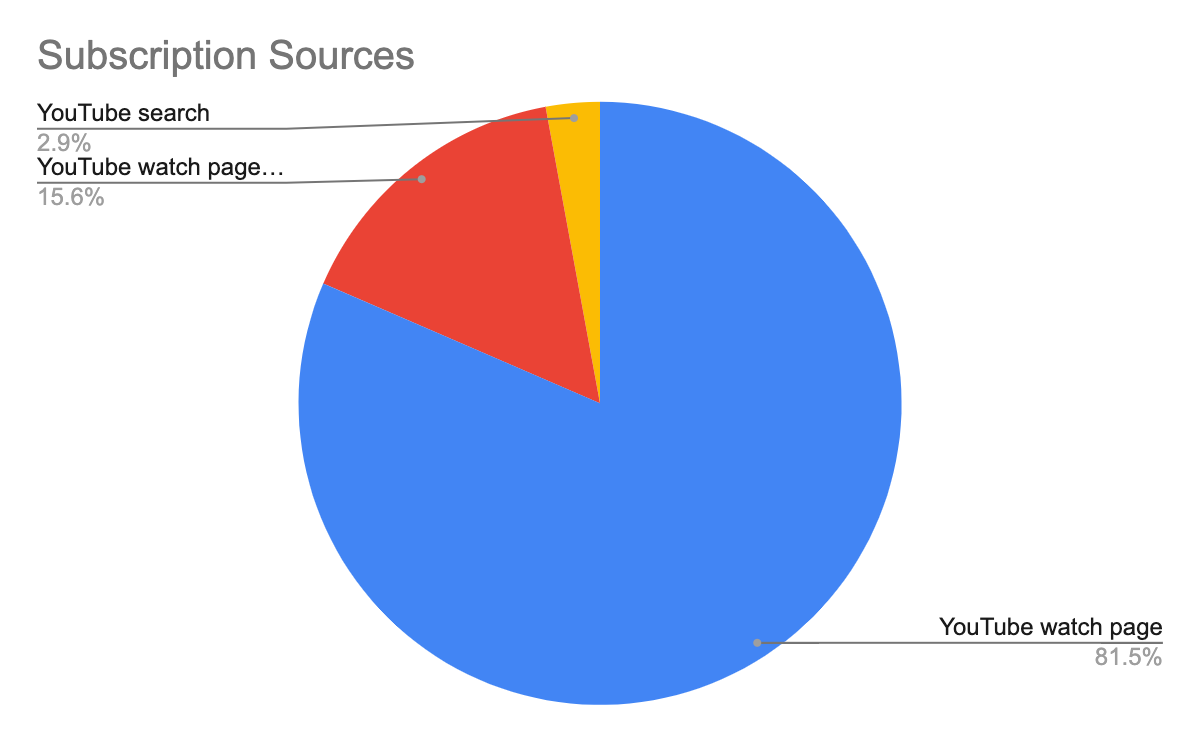 Subscription Sources
YouTube search
2.9%
YouTube watch page…
15.6%
YouTube watch page
81.5%